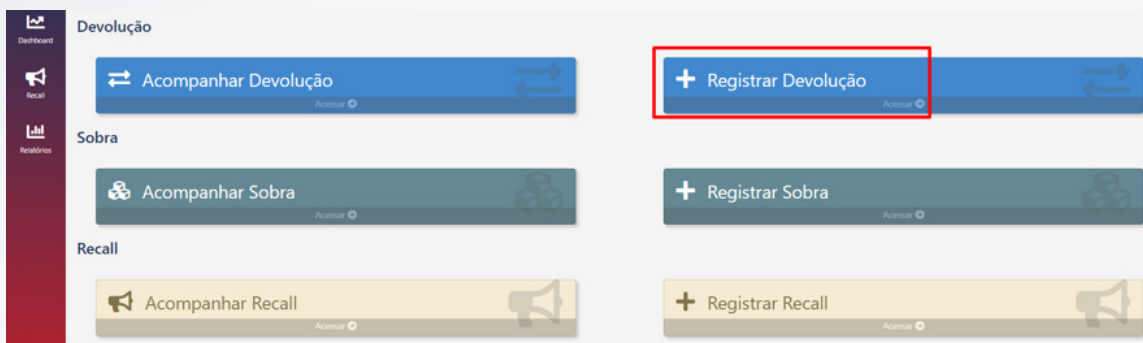 Dashboard
Recall
Relatórios
Devolução
Acompanhar Devolução
Acessar
Registrar Devolução
Acessar
Sobra
Acompanhar Sobra
Acessar
Registrar Sobra
Acessar
Recall
Acompanhar Recall
Acessar
Registrar Recall
Acessar